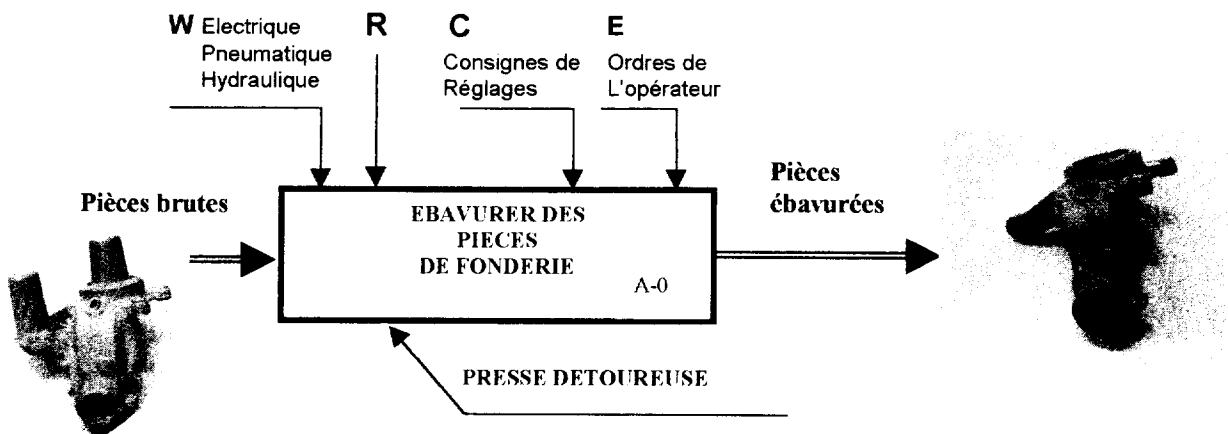 W Electrique
Pneumatique
Hydraulique
R
C
Consignes de
Réglages
E
Ordres de
L'opérateur
Pièces brutes
EBAVURER DES
PIECES
DE FONDERIE
A-0
Pièces
ébavurées
PRESSE DETOUREUSE